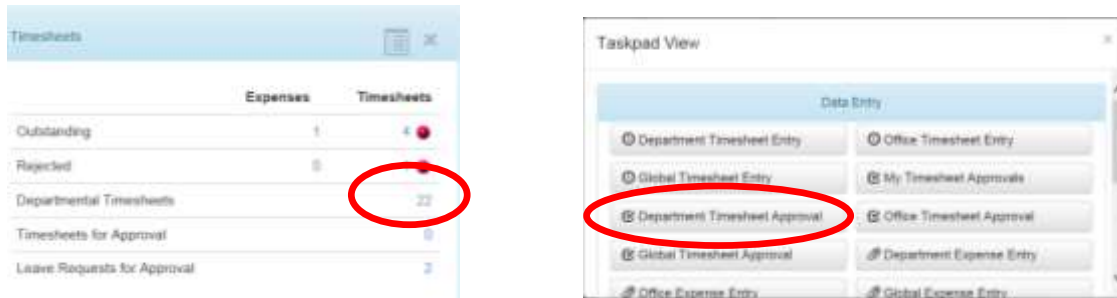 Timesheets
Expenses Timesheets
Outstanding 1 4
Rejected 0
Departmental Timesheets 22
Timesheets for Approval 0
Leave Requests for Approval 2
Taskpad View
Data Entry
Department Timesheet Entry Office Timesheet Entry
Global Timesheet Entry My Timesheet Approvals
Department Timesheet Approval Office Timesheet Approval
Global Timesheet Approval Department Expense Entry
Office Expense Entry Global Expense Entry